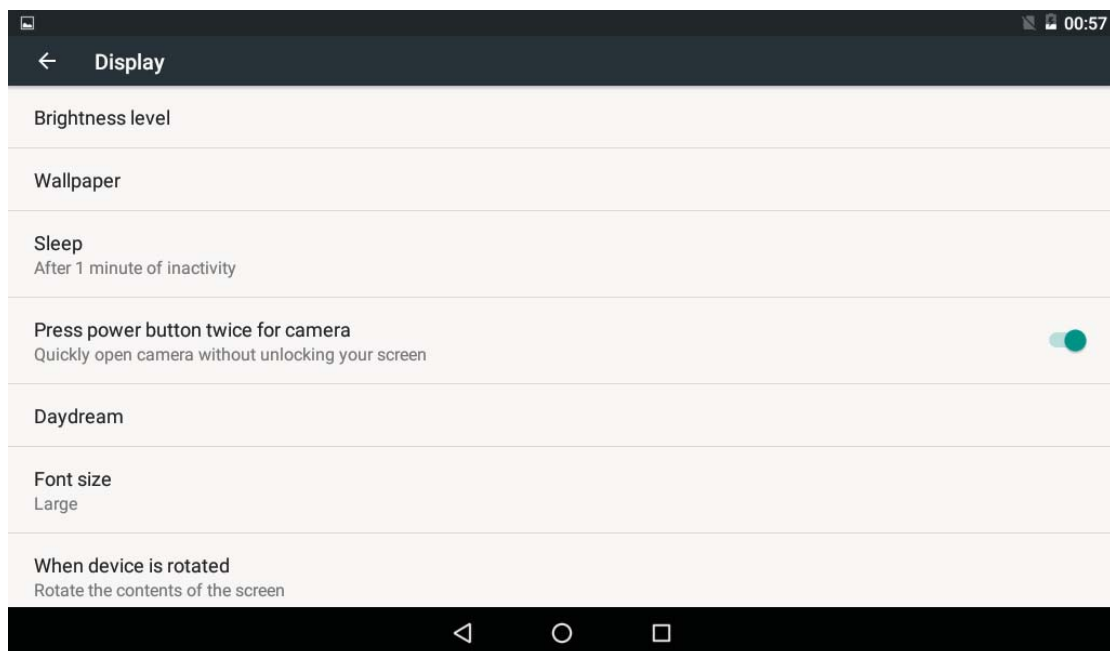 00:57
Display
Brightness level
Wallpaper
Sleep
After 1 minute of inactivity
Press power button twice for camera
Quickly open camera without unlocking your screen
Daydream
Font size
Large
When device is rotated
Rotate the contents of the screen